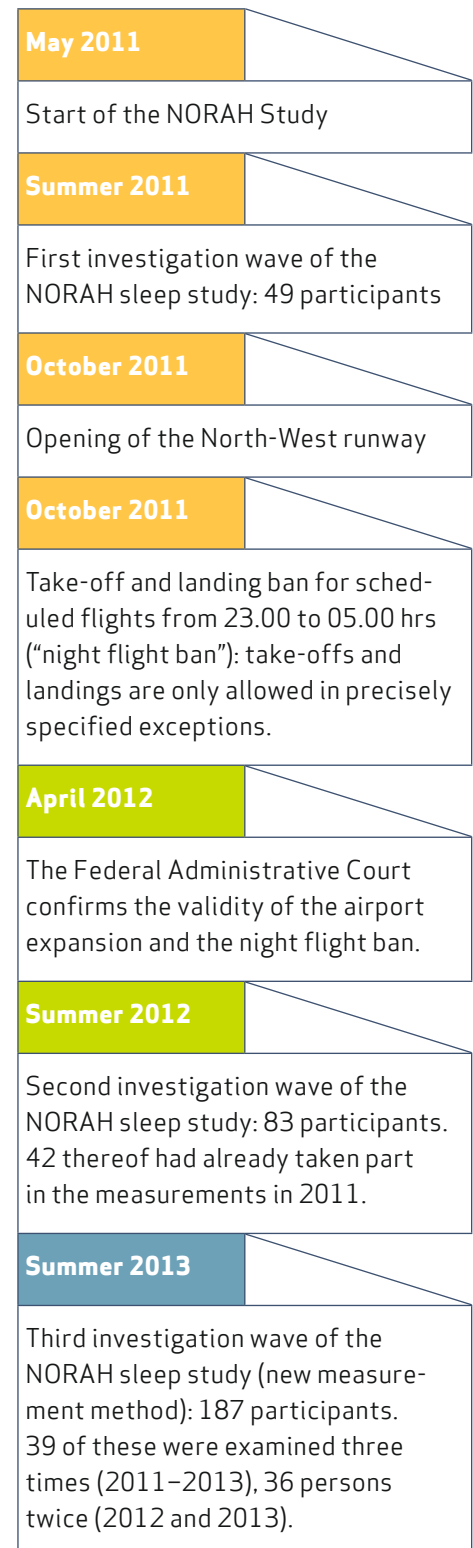 May 2011
Start of the NORAH Study
Summer 2011
First investigation wave of the
NORAH sleep study: 49 participants
October 2011
Opening of the North-West runway
October 2011
Take-off and landing ban for sched-
uled flights from 23.00 to 05.00 hrs
(“night flight ban”): take-offs and
landings are only allowed in precisely
specified exceptions.
April 2012
The Federal Administrative Court
confirms the validity of the airport
expansion and the night flight ban.
Summer 2012
Second investigation wave of the
NORAH sleep study: 83 participants.
42 thereof had already taken part
in the measurements in 2011.
Summer 2013
Third investigation wave of the
NORAH sleep study (new measure-
ment method): 187 participants.
39 of these were examined three
times (2011–2013), 36 persons
twice (2012 and 2013).